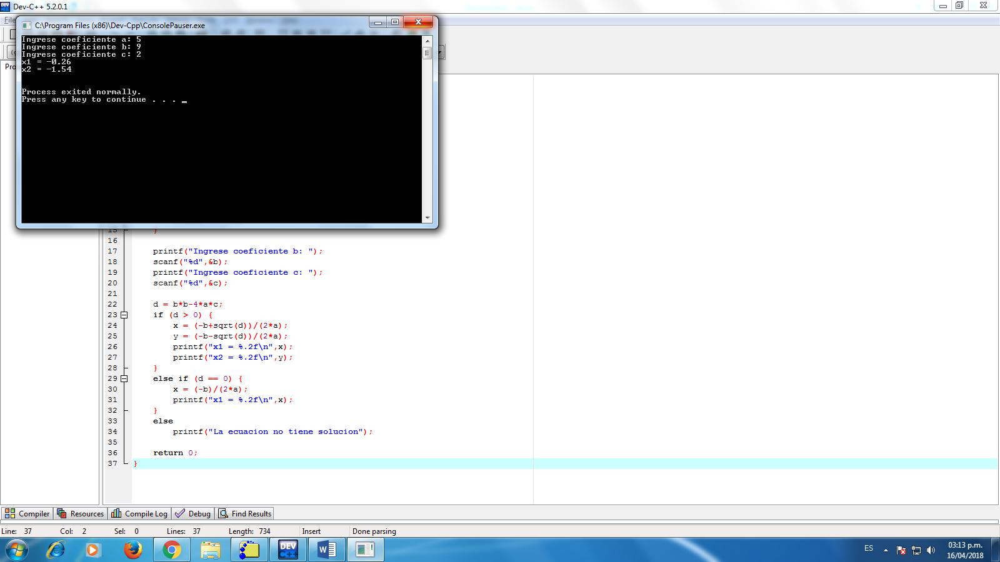 Dev-C++ 5.2.0.1
File
C:\Program Files (x86)\Dev-Cpp\ConsolePauser.exe
Ingrese coeficiente a: 5
Ingrese coeficiente b: 9
Ingrese coeficiente c: 2
x1 = -0.26
x2 = -1.54
Process exited normally.
Press any key to continue . . . _
Pro
15 }
16
17 printf("Ingrese coeficiente b: ");
18 scanf("%d",&b);
19 printf("Ingrese coeficiente c: ");
20 scanf("%d",&c);
21
22 d = b*b-4*a*c;
23 if (d > 0) {
24 x = (-b+sqrt(d))/(2*a);
25 y = (-b-sqrt(d))/(2*a);
26 printf("x1 = %.2f\n",x);
27 printf("x2 = %.2f\n",y);
28 }
29 else if (d == 0) {
30 x = (-b)/(2*a);
31 printf("x1 = %.2f\n",x);
32 }
33 else
34 printf("La ecuacion no tiene solucion");
35
36 return 0;
37 }
Compiler Resources Compile Log Debug Find Results
Line: 37 Col: 2 Sel: 0 Lines: 37 Length: 734 Insert Done parsing
DEV C++
W
ES
03:13 p.m.
16/04/2018